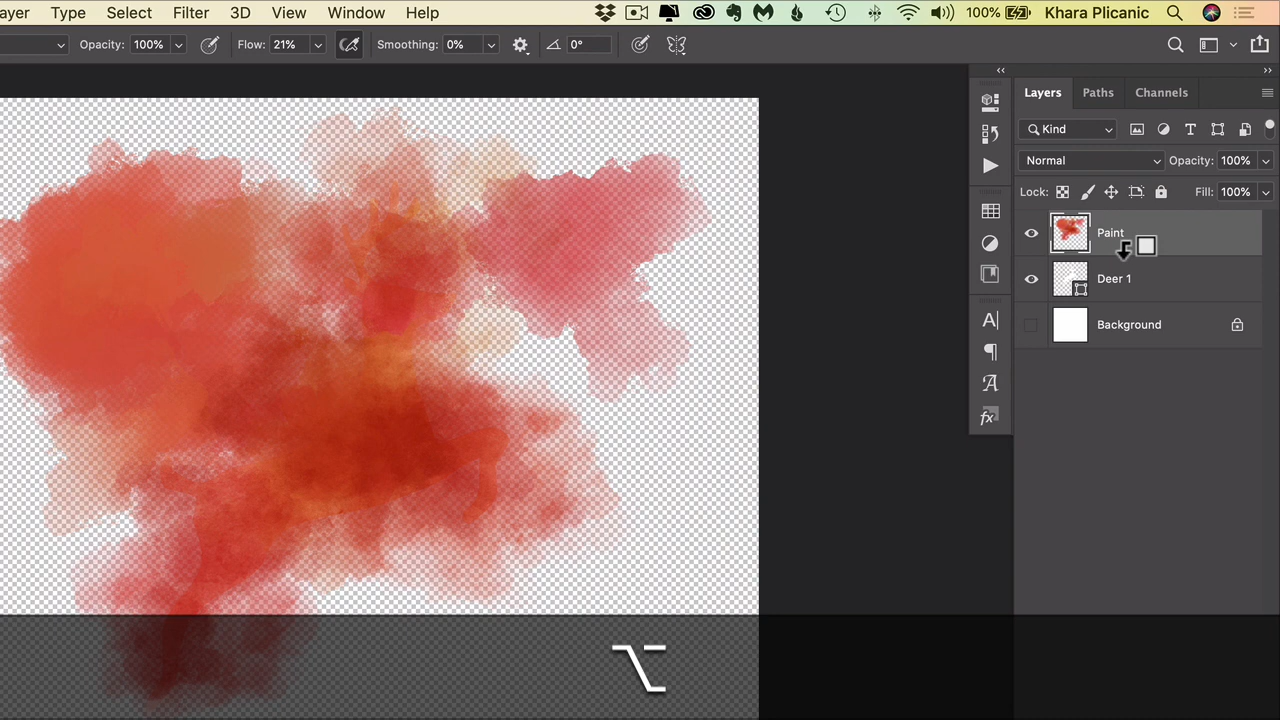 ayer Type Select Filter 3D View Window Help 100% Khara Plicanic
Opacity: 100% Flow: 21% Smoothing: 0% 0°
Layers Paths Channels
Kind
Normal Opacity: 100%
Lock: Fill: 100%
Paint
Deer 1
Background